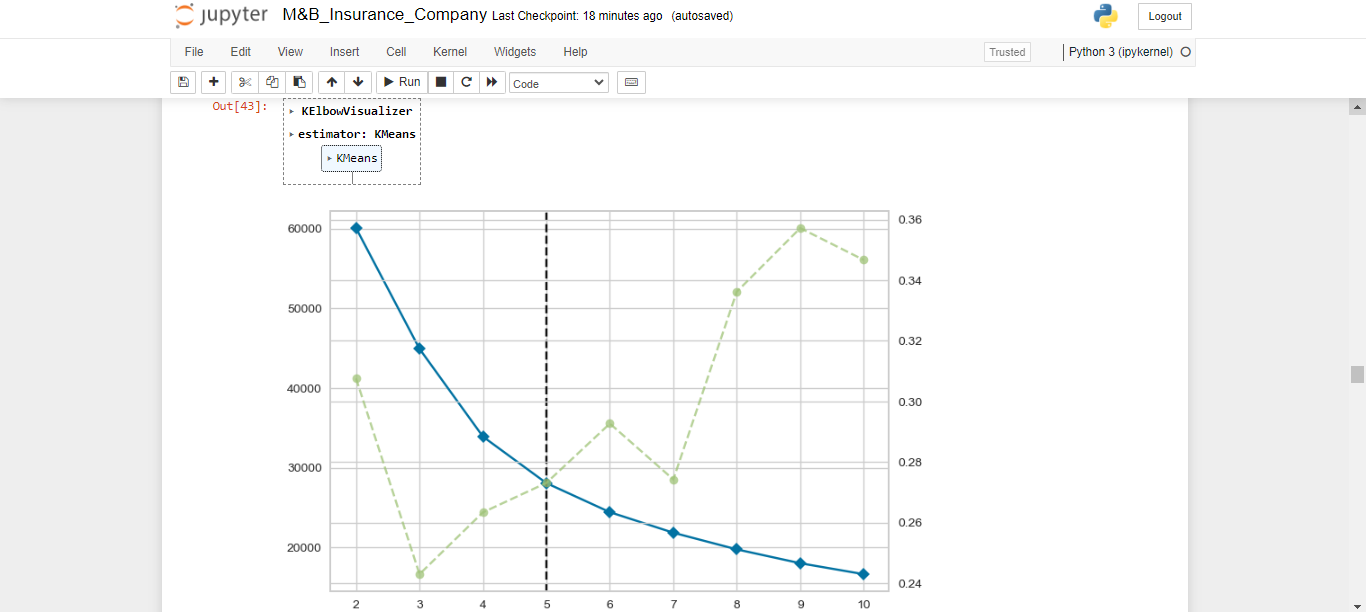 jupyter M&B_Insurance_Company Last Checkpoint: 18 minutes ago (autosaved) Logout
File Edit View Insert Cell Kernel Widgets Help Trusted Python 3 (ipykernel)
Run Code
Out[43]:
KElbowVisualizer
estimator: KMeans
KMeans
60000
50000
40000
30000
20000
0.36
0.34
0.32
0.30
0.28
0.26
0.24
2 3 4 5 6 7 8 9 10